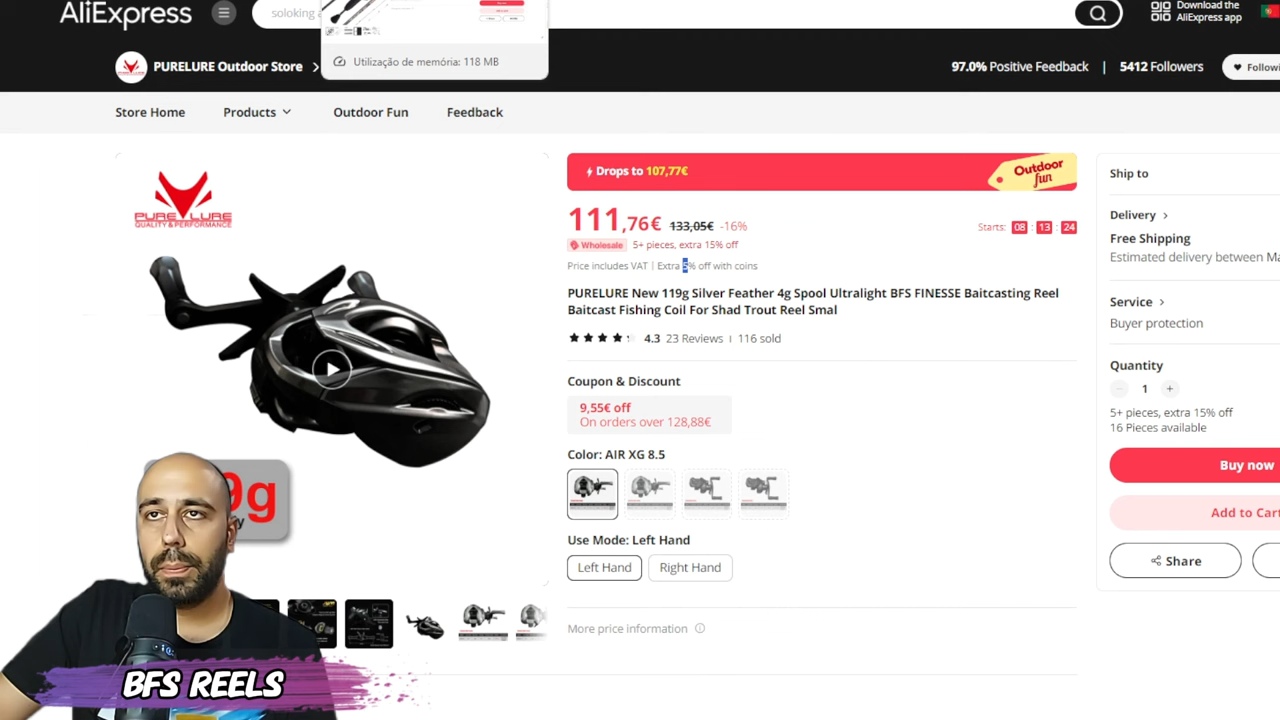 AliExpress
soloking
Download the
AliExpress app
Utilização de memória: 118 MB
PURELURE Outdoor Store >
97.0% Positive Feedback | 5412 Followers
Store Home
Products
Outdoor Fun
Feedback
PURELURE
QUALITY & PERFORMANCE
Drops to 107,77€
Outdoor
fun
111,76€ 133,05€ -16%
Starts: 08 : 13 : 24
Wholesale 5+ pieces, extra 15% off
Price includes VAT | Extra 5% off with coins
PURELURE New 119g Silver Feather 4g Spool Ultralight BFS FINESSE Baitcasting Reel
Baitcast Fishing Coil For Shad Trout Reel Smal
4.3 23 Reviews | 116 sold
Coupon & Discount
9,55€ off
On orders over 128,88€
Color: AIR XG 8.5
Use Mode: Left Hand
Left Hand
Right Hand
More price information
Ship to
Delivery >
Free Shipping
Estimated delivery between
Service >
Buyer protection
Quantity
1
5+ pieces, extra 15% off
16 Pieces available
Buy now
Add to Cart
Share
9g
BFS REELS